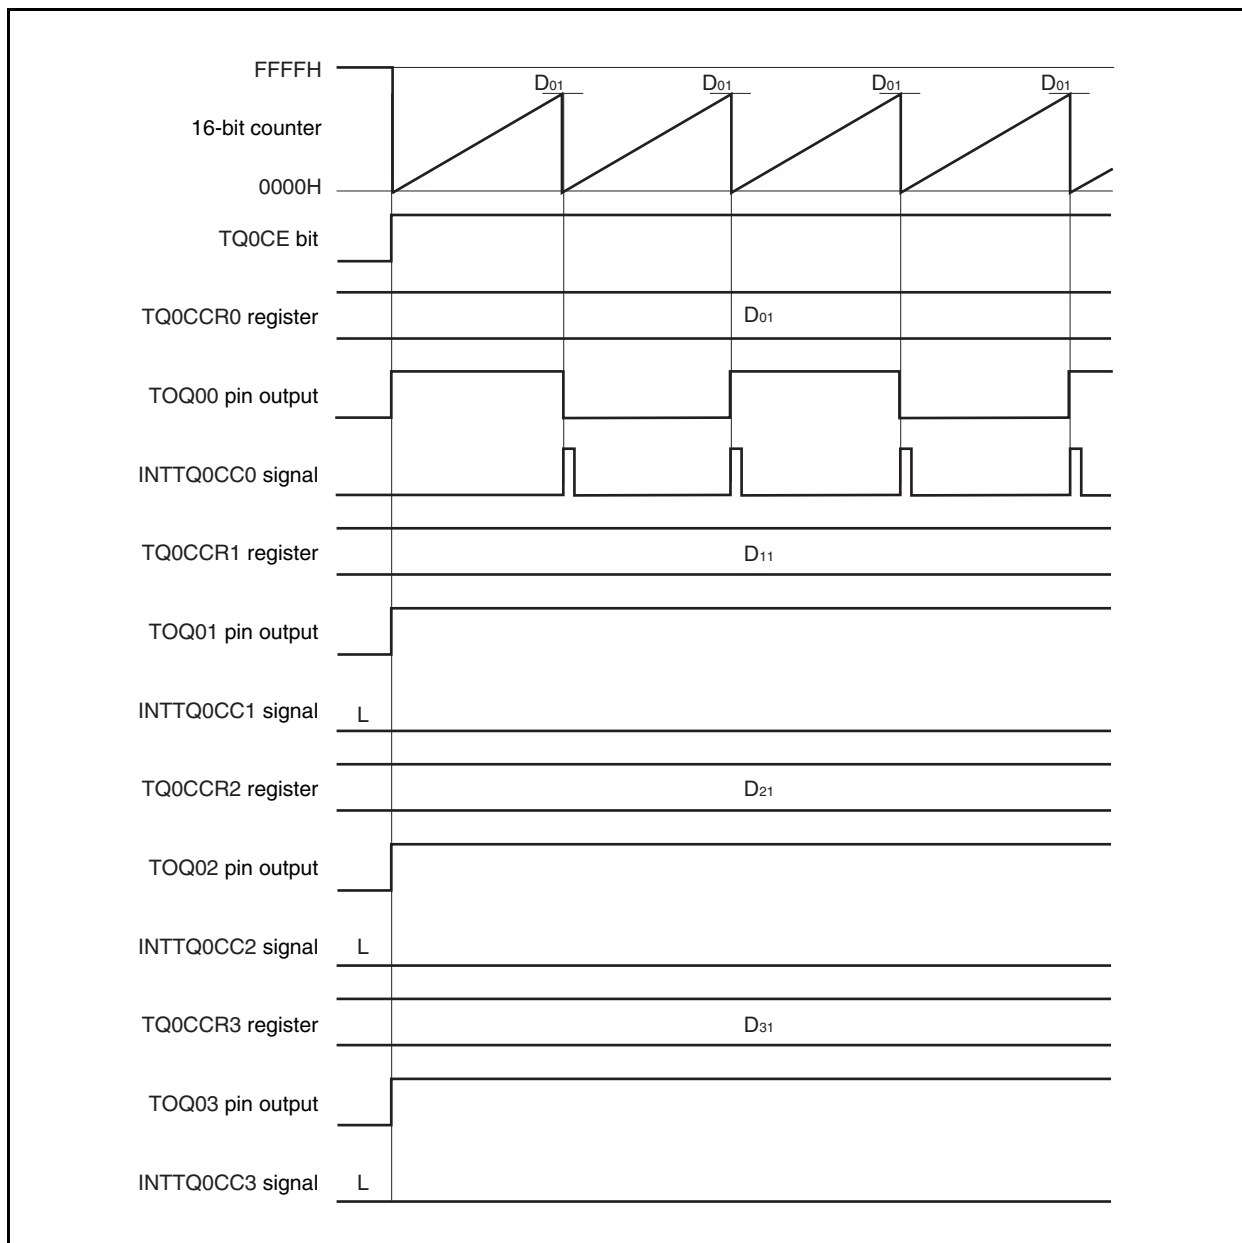 FFFFH
D01 D01 D01 D01
16-bit counter
0000H
TQ0CE bit
TQ0CCR0 register D01
TOQ00 pin output
INTTQ0CC0 signal
TQ0CCR1 register D11
TOQ01 pin output
INTTQ0CC1 signal L
TQ0CCR2 register D21
TOQ02 pin output
INTTQ0CC2 signal L
TQ0CCR3 register D31
TOQ03 pin output
INTTQ0CC3 signal L